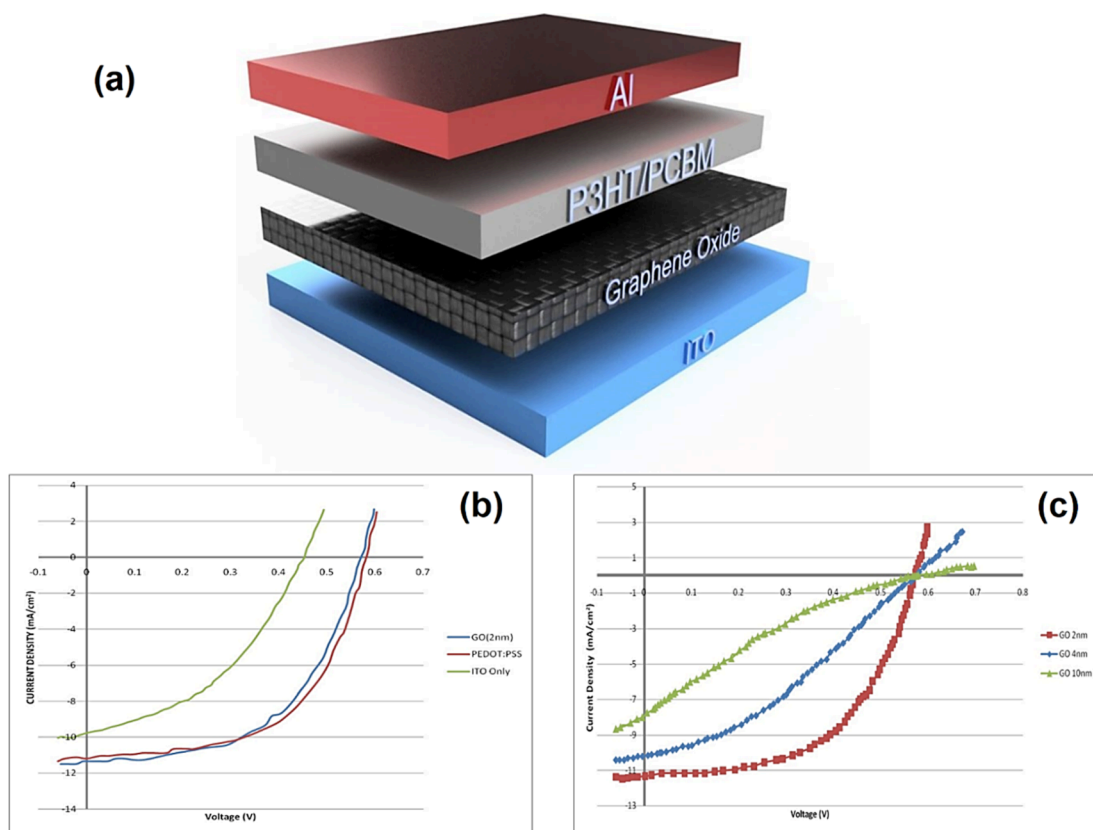 (a)
Al
P3HT/PCBM
Graphene Oxide
ITO
(b)
4
2
0
-2
-4
-6
-8
-10
-12
-14
-0.1 0 0.1 0.2 0.3 0.4 0.5 0.6 0.7
CURRENT DENSITY (mA/cm²)
Voltage (V)
GO(2nm)
PEDOT:PSS
ITO Only
(c)
5
3
1
-1
-3
-5
-7
-9
-11
-13
-0.1 0 0.1 0.2 0.3 0.4 0.5 0.6 0.7 0.8
Current Density (mA/cm²)
Voltage (V)
GO 2nm
GO 4nm
GO 10nm